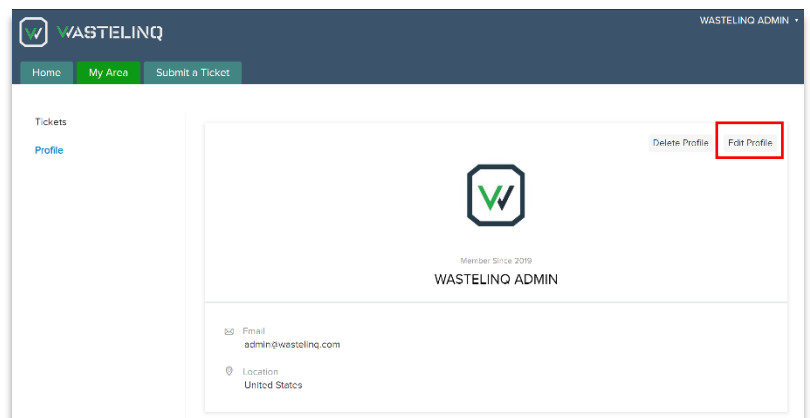 WASTELINQ
WASTELINQ ADMIN
Home My Area Submit a Ticket
Tickets
Profile
Delete Profile Edit Profile
Member Since 2019
WASTELINQ ADMIN
Email
admin@wastelinq.com
Location
United States